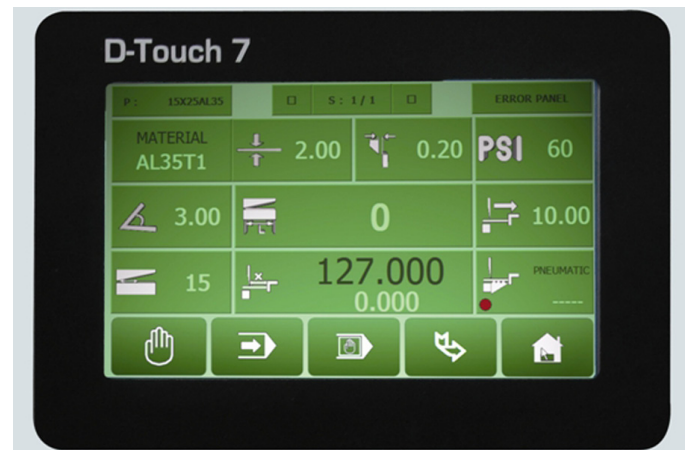 D-Touch 7
P: 15X25AL35
S: 1/1
ERROR PANEL
MATERIAL
AL35T1
2.00
0.20
PSI 60
3.00
0
10.00
15
127.000
0.000
PNEUMATIC
-----